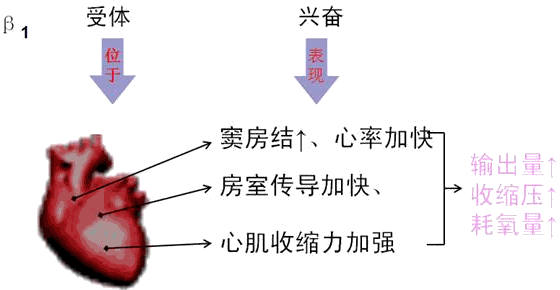 β1 受体 兴奋
位于 表现
窦房结↑、心率加快
房室传导加快、
心肌收缩力加强
输出量↑
收缩压↑
耗氧量↑